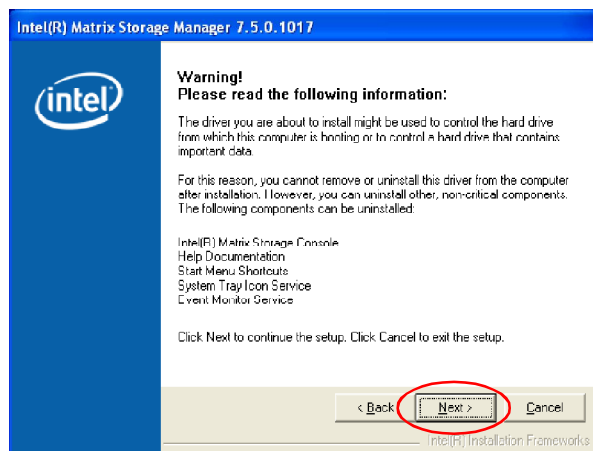 Intel(R) Matrix Storage Manager 7.5.0.1017
intel
Warning!
Please read the following information:
The driver you are about to install might be used to control the hard drive
from which this computer is booting or to control a hard drive that contains
important data.
For this reason, you cannot remove or uninstall this driver from the computer
after installation. However, you can uninstall other, non-critical components.
The following components can be uninstalled:
Intel(R) Matrix Storage Console
Help Documentation
Start Menu Shortcuts
System Tray Icon Service
Event Monitor Service
Click Next to continue the setup. Click Cancel to exit the setup.
< Back Next > Cancel
Intel(R) Installation Frameworks